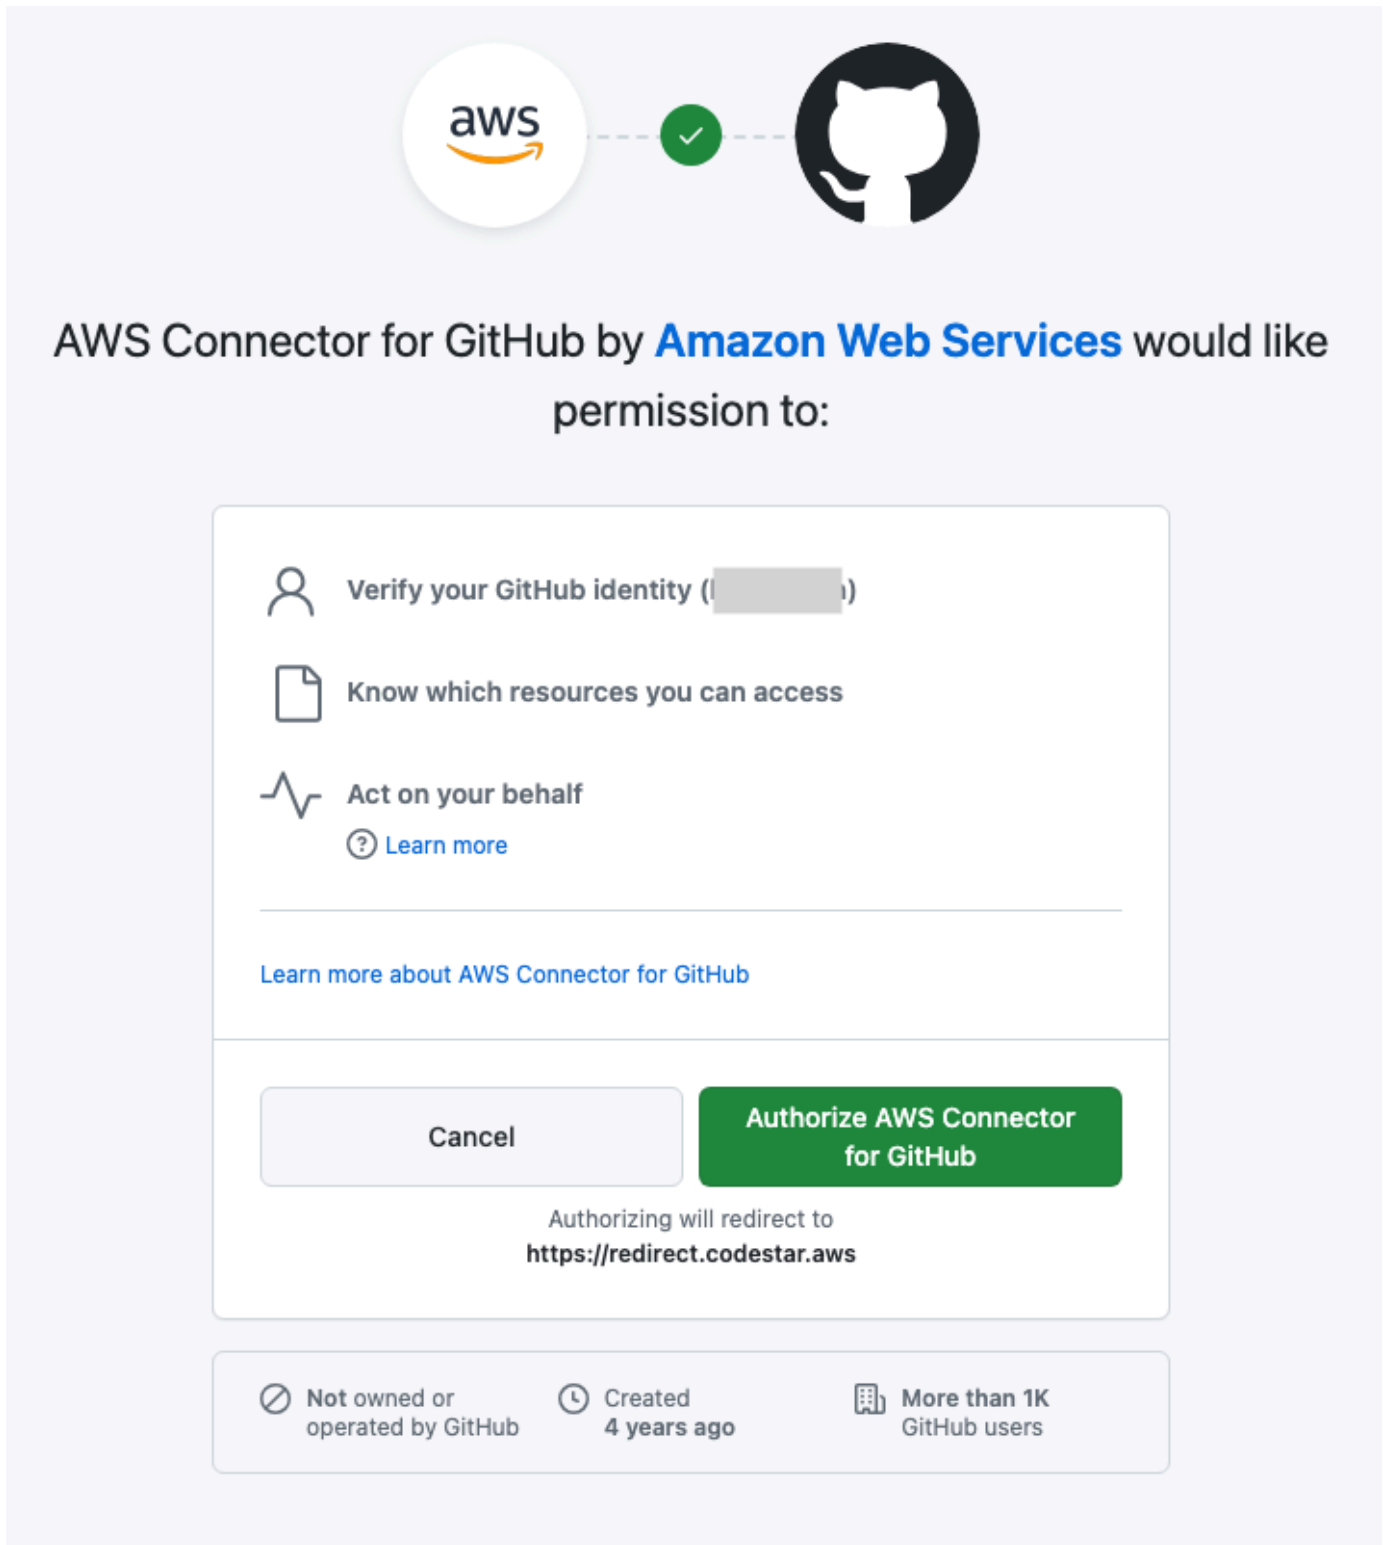 aws
AWS Connector for GitHub by Amazon Web Services would like
permission to:
Verify your GitHub identity ( )
Know which resources you can access
Act on your behalf
? Learn more
Learn more about AWS Connector for GitHub
Cancel
Authorize AWS Connector
for GitHub
Authorizing will redirect to
https://redirect.codestar.aws
Not owned or
operated by GitHub
Created
4 years ago
More than 1K
GitHub users